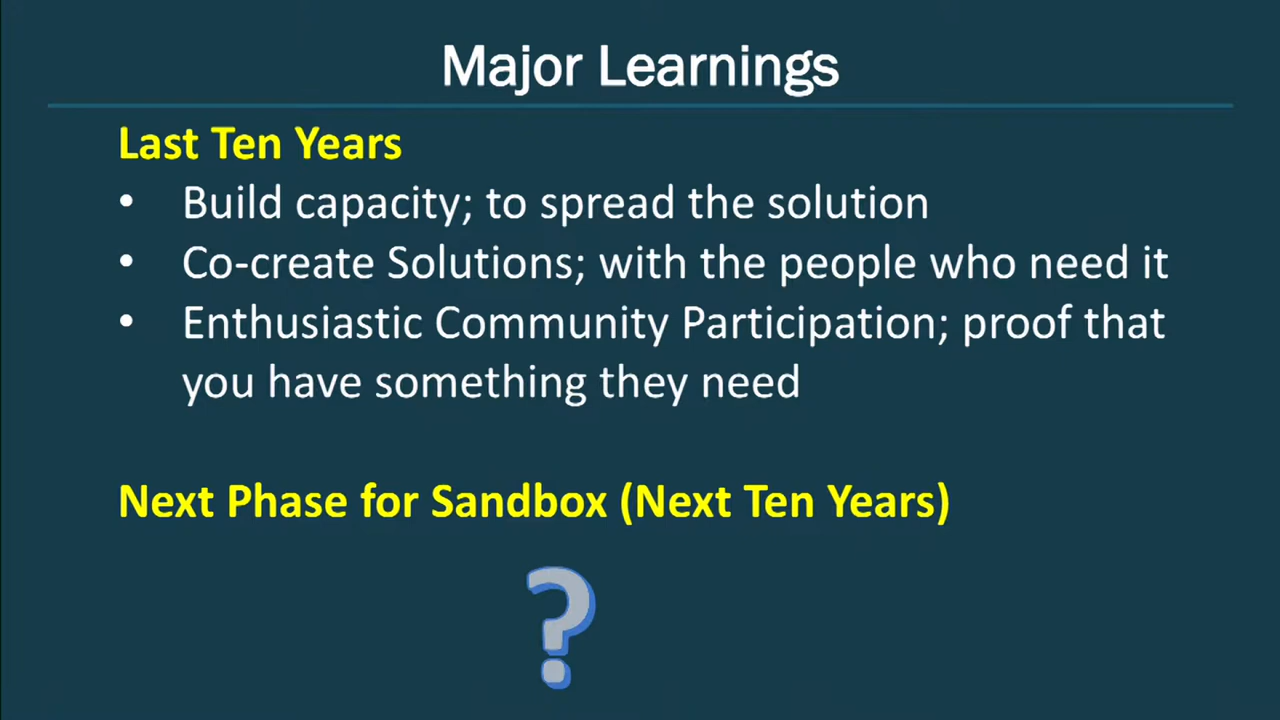 Major Learnings
Last Ten Years
• Build capacity; to spread the solution
• Co-create Solutions; with the people who need it
• Enthusiastic Community Participation; proof that
you have something they need
Next Phase for Sandbox (Next Ten Years)
?